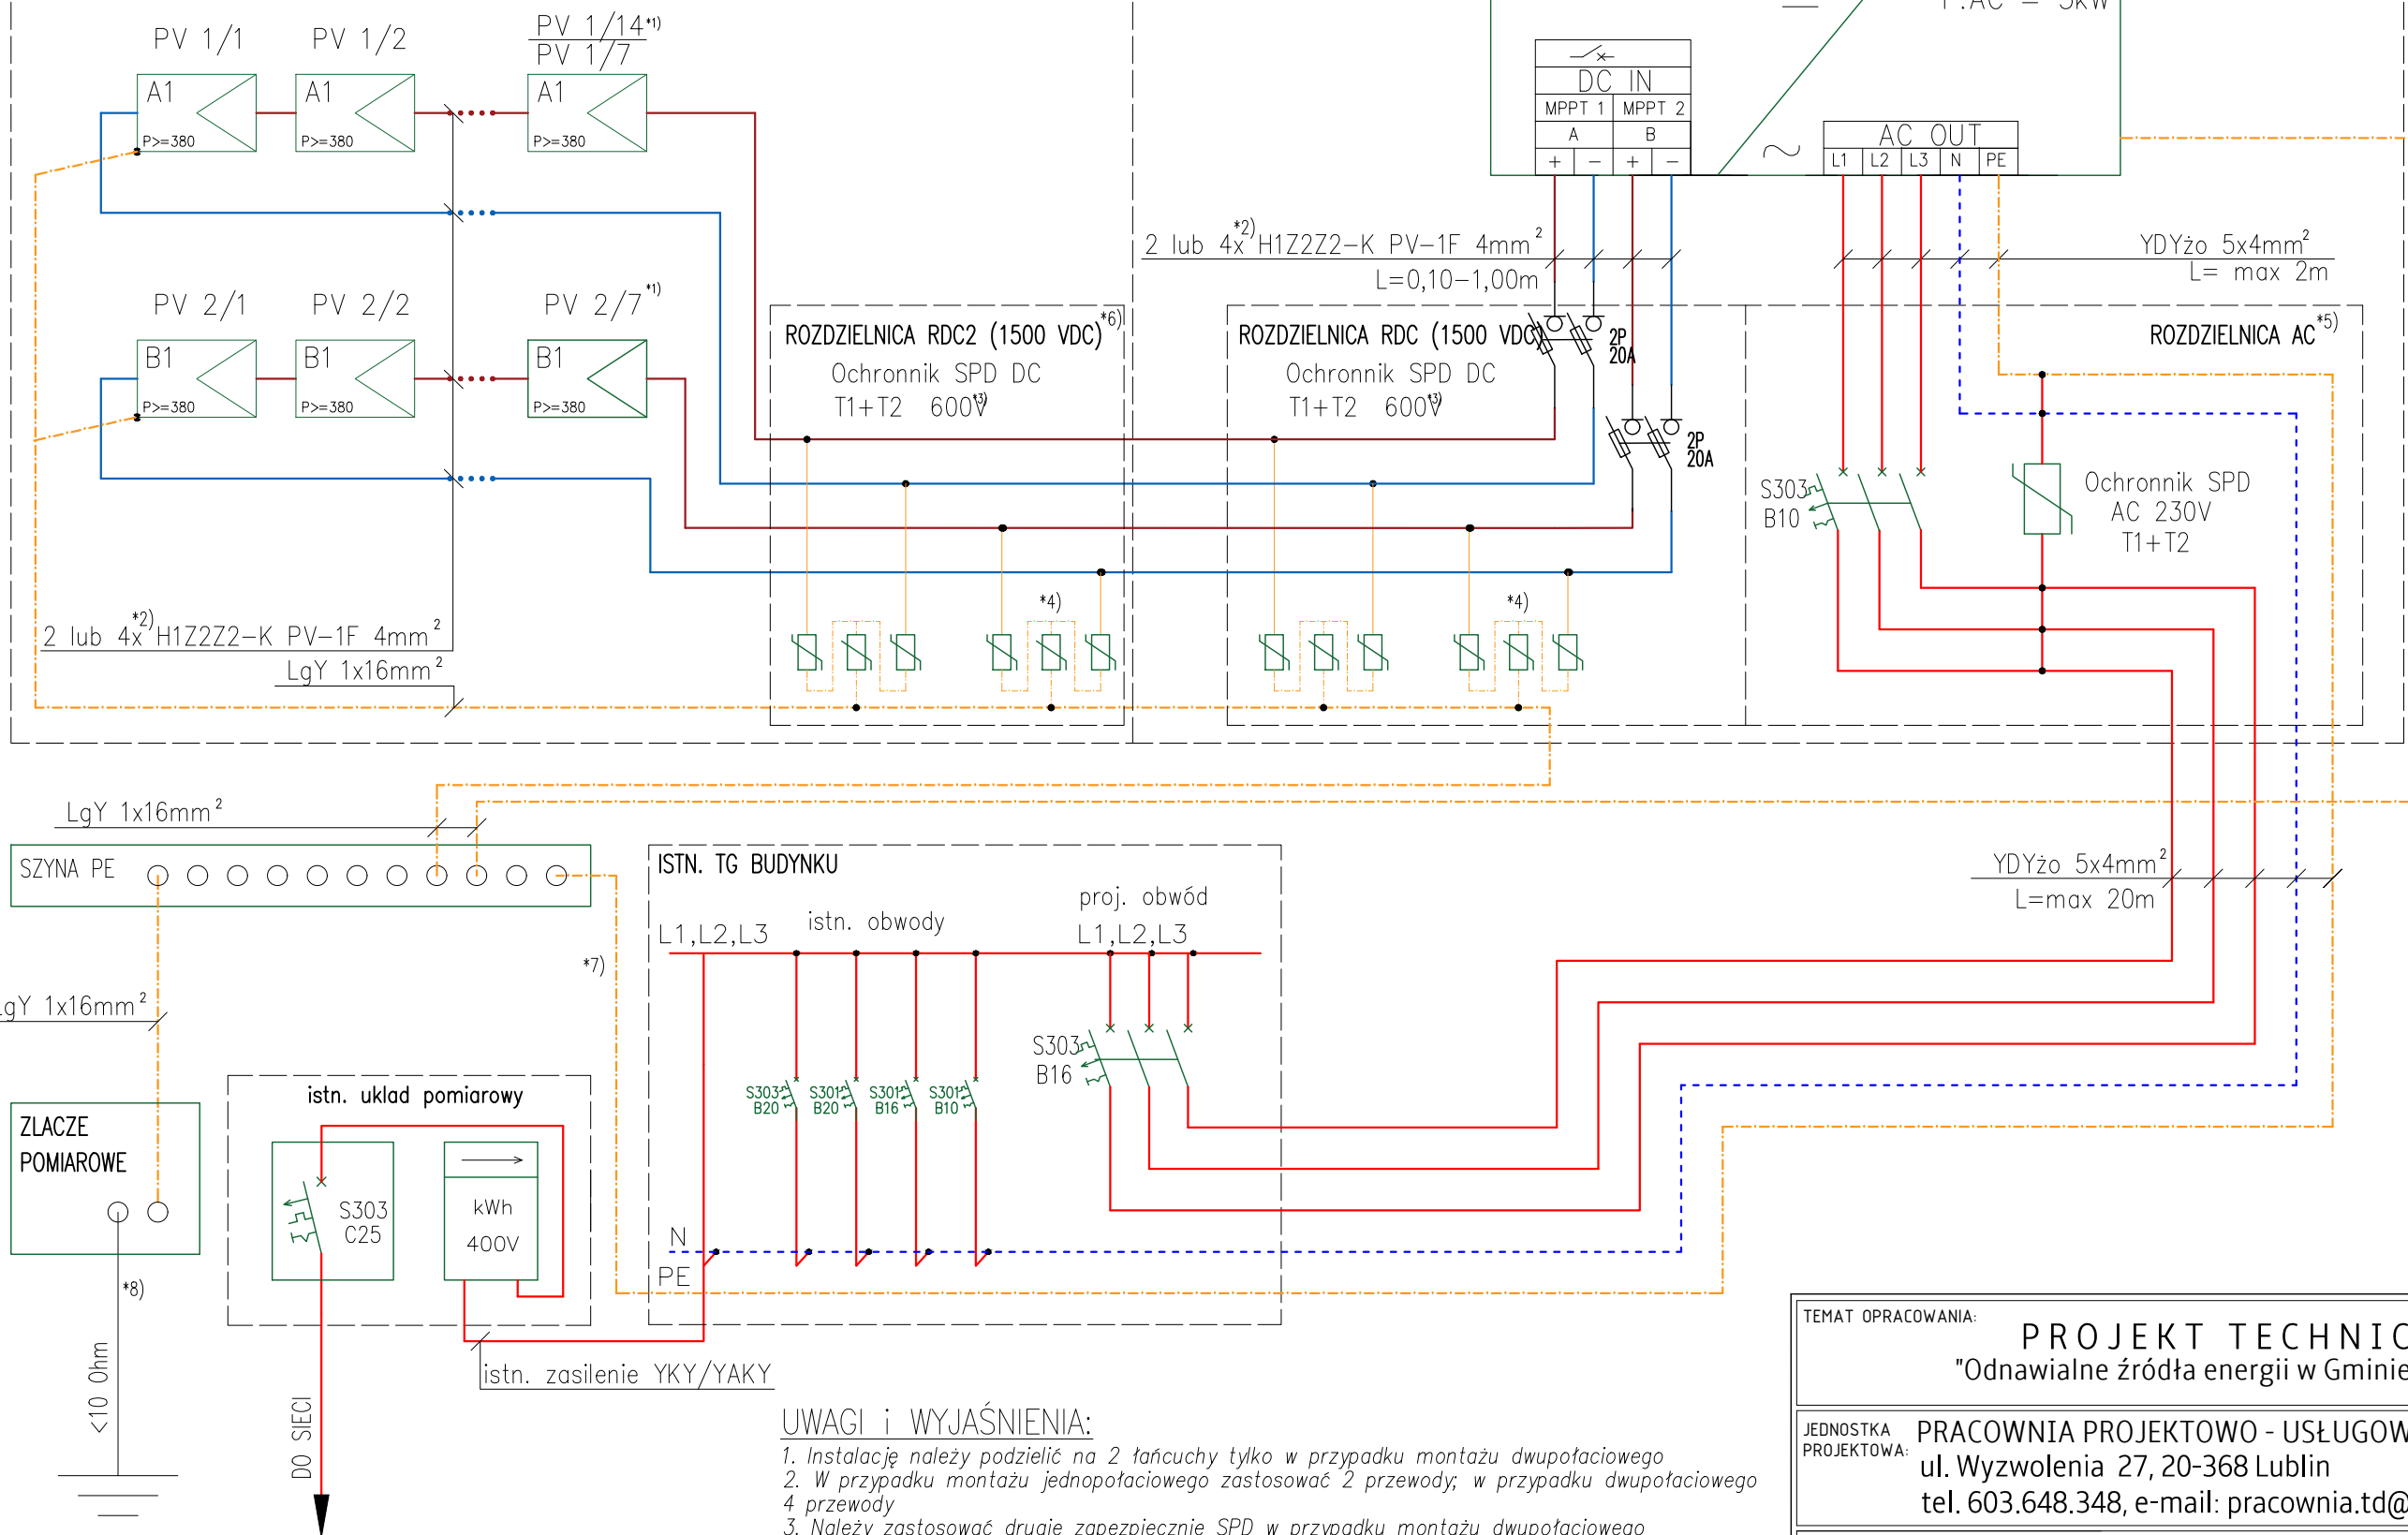 PV 1/1
PV 1/2
PV 1/14*1)
PV 1/7
A1
P>=380
A1
P>=380
A1
P>=380
PV 2/1
PV 2/2
PV 2/7*1)
B1
P>=380
B1
P>=380
B1
P>=380
2 lub 4x*2) H1Z2Z2-K PV-1F 4mm²
LgY 1x16mm²
DC IN
MPPT 1
MPPT 2
A
B
+
-
+
-
AC OUT
L1
L2
L3
N
PE
2 lub 4x*2) H1Z2Z2-K PV-1F 4mm²
L=0,10-1,00m
YDYżo 5x4mm²
L= max 2m
ROZDZIELNICA RDC2 (1500 VDC)*6)
Ochronnik SPD DC
T1+T2 600V*3)
*4)
ROZDZIELNICA RDC (1500 VDC)
Ochronnik SPD DC
T1+T2 600V*3)
*4)
2P
20A
2P
20A
ROZDZIELNICA AC*5)
S303
B10
Ochronnik SPD
AC 230V
T1+T2
LgY 1x16mm²
SZYNA PE
gY 1x16mm²
*7)
ISTN. TG BUDYNKU
L1,L2,L3
istn. obwody
proj. obwód
L1,L2,L3
S303
B20
S301
B20
S301
B16
S301
B10
S303
B16
N
PE
YDYżo 5x4mm²
L=max 20m
ZLACZE
POMIAROWE
*8)
<10 Ohm
istn. uklad pomiarowy
S303
C25
kWh
400V
DO SIECI
istn. zasilenie YKY/YAKY
UWAGI i WYJAŚNIENIA:
1. Instalację należy podzielić na 2 łańcuchy tylko w przypadku montażu dwupołaciowego
2. W przypadku montażu jednopołaciowego zastosować 2 przewody; w przypadku dwupołaciowego
4 przewody
3. Należy zastosować drugie zapezpiecznie SPD w przypadku montażu dwupołaciowego
TEMAT OPRACOWANIA:
PROJEKT TECHNIC
"Odnawialne źródła energii w Gminie
JEDNOSTKA
PROJEKTOWA:
PRACOWNIA PROJEKTOWO - USŁUGOW
ul. Wyzwolenia 27, 20-368 Lublin
tel. 603.648.348, e-mail: pracownia.td@